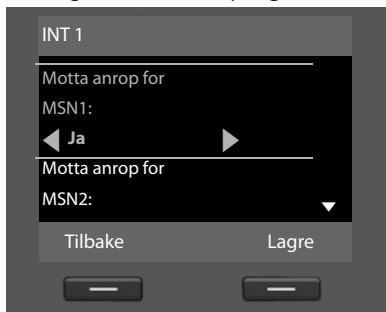 INT 1
Motta anrop for
MSN1:
Ja
Motta anrop for
MSN2:
Tilbake Lagre